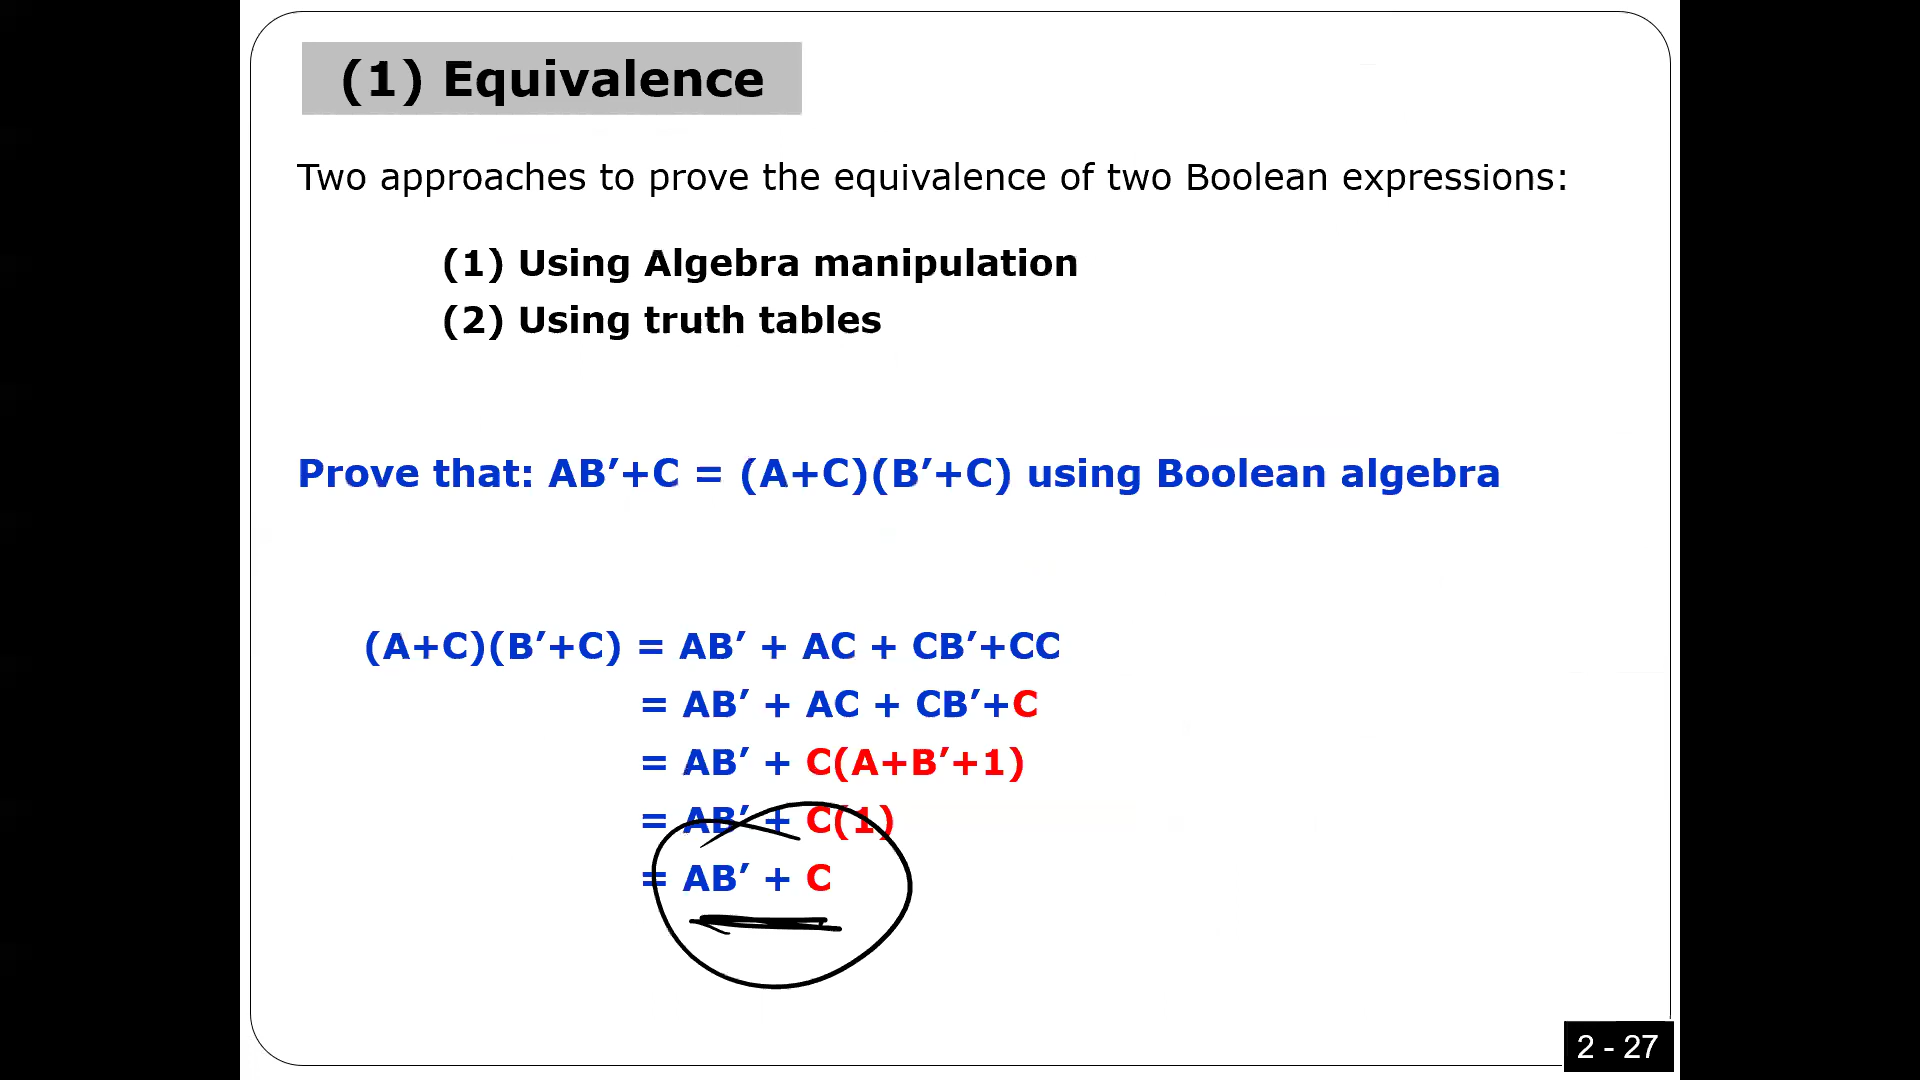 (1) Equivalence
Two approaches to prove the equivalence of two Boolean expressions:
(1) Using Algebra manipulation
(2) Using truth tables
Prove that: AB′+C = (A+C)(B′+C) using Boolean algebra
(A+C)(B′+C) = AB′ + AC + CB′+CC
= AB′ + AC + CB′+C
= AB′ + C(A+B′+1)
= AB′ + C(1)
= AB′ + C
2 - 27